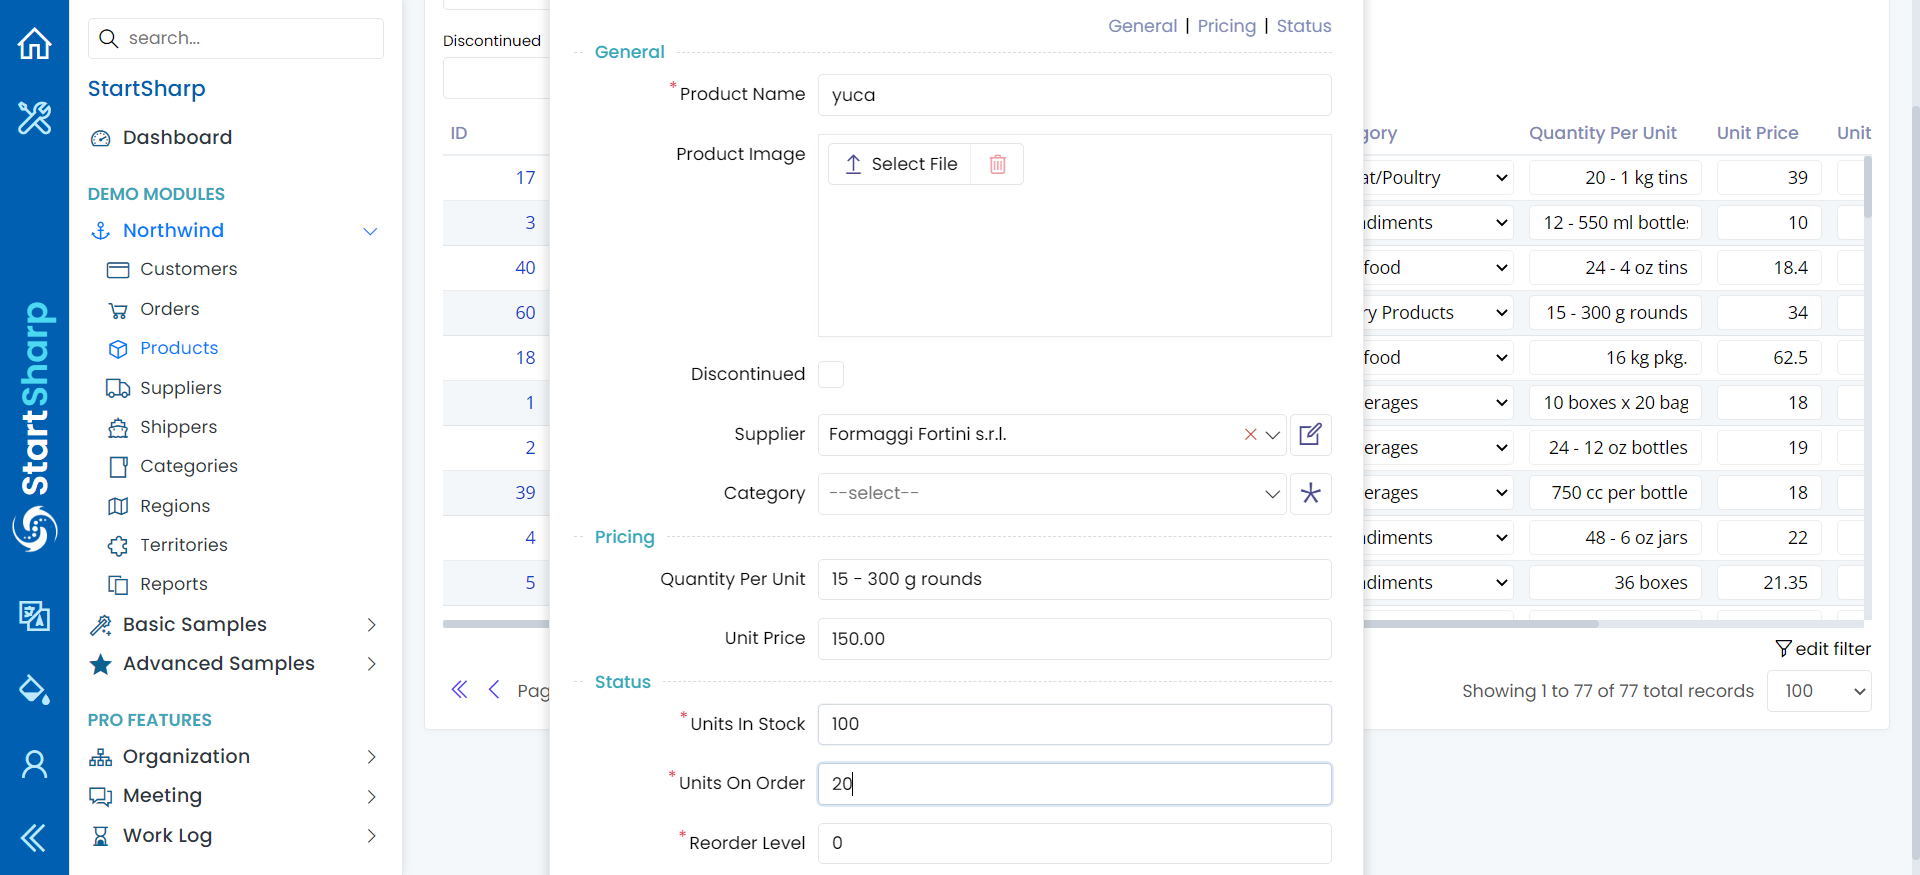 StartSharp
search...
StartSharp
Dashboard
DEMO MODULES
Northwind
Customers
Orders
Products
Suppliers
Shippers
Categories
Regions
Territories
Reports
Basic Samples
Advanced Samples
PRO FEATURES
Organization
Meeting
Work Log
Discontinued
ID
17
3
40
60
18
1
2
39
4
5
Pag
General | Pricing | Status
General
*Product Name yuca
Product Image Select File
Discontinued
Supplier Formaggi Fortini s.r.l.
Category --select--
Pricing
Quantity Per Unit 15 - 300 g rounds
Unit Price 150.00
Status
*Units In Stock 100
*Units On Order 20
*Reorder Level 0
gory Quantity Per Unit Unit Price Unit
at/Poultry 20 - 1 kg tins 39
diments 12 - 550 ml bottles 10
food 24 - 4 oz tins 18.4
ry Products 15 - 300 g rounds 34
food 16 kg pkg. 62.5
erages 10 boxes x 20 bag 18
erages 24 - 12 oz bottles 19
erages 750 cc per bottle 18
diments 48 - 6 oz jars 22
diments 36 boxes 21.35
edit filter
Showing 1 to 77 of 77 total records 100